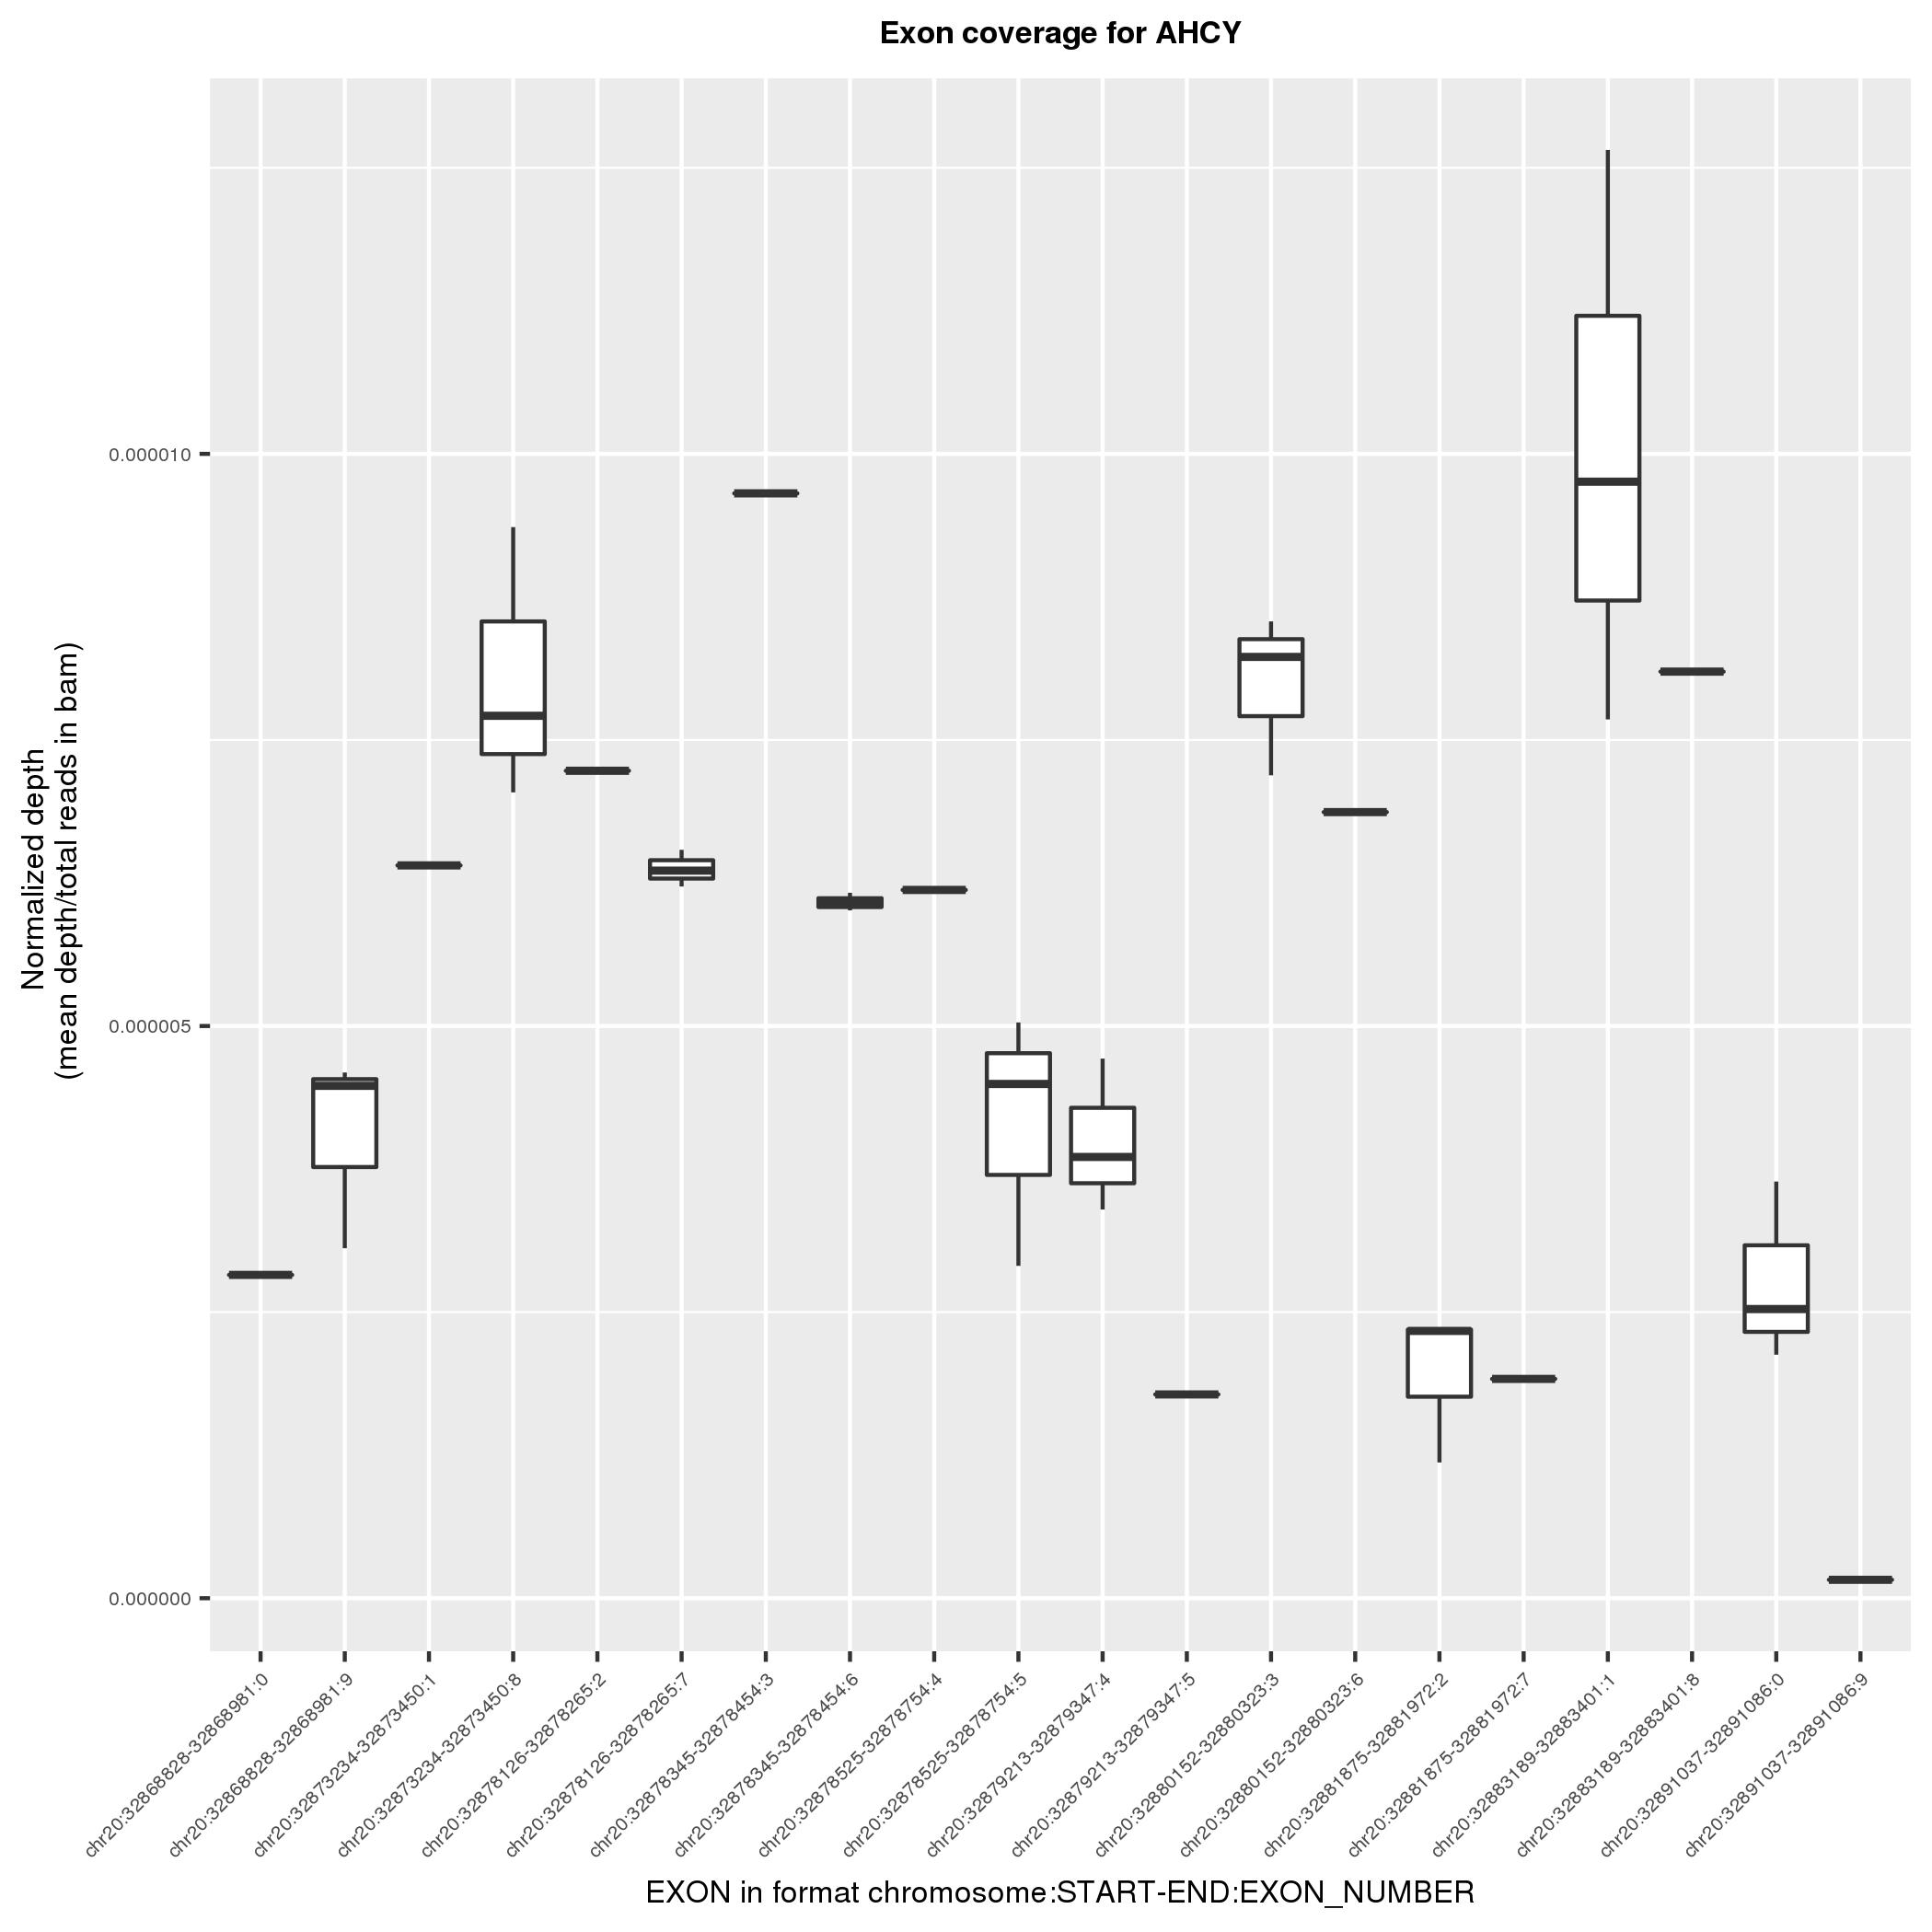 Exon coverage for AHCY
Normalized depth
(mean depth/total reads in bam)
0.000010
0.000005
0.000000
chr20:32868828-32868981:0
chr20:32868828-32868981:9
chr20:32873234-32873450:1
chr20:32873234-32873450:8
chr20:32878126-32878265:2
chr20:32878126-32878265:7
chr20:32878345-32878454:3
chr20:32878345-32878454:6
chr20:32878525-32878754:4
chr20:32878525-32878754:5
chr20:32879213-32879347:4
chr20:32879213-32879347:5
chr20:32880152-32880323:3
chr20:32880152-32880323:6
chr20:32881875-32881972:2
chr20:32881875-32881972:7
chr20:32883189-32883401:1
chr20:32883189-32883401:8
chr20:32891037-32891086:0
chr20:32891037-32891086:9
EXON in format chromosome:START-END:EXON_NUMBER